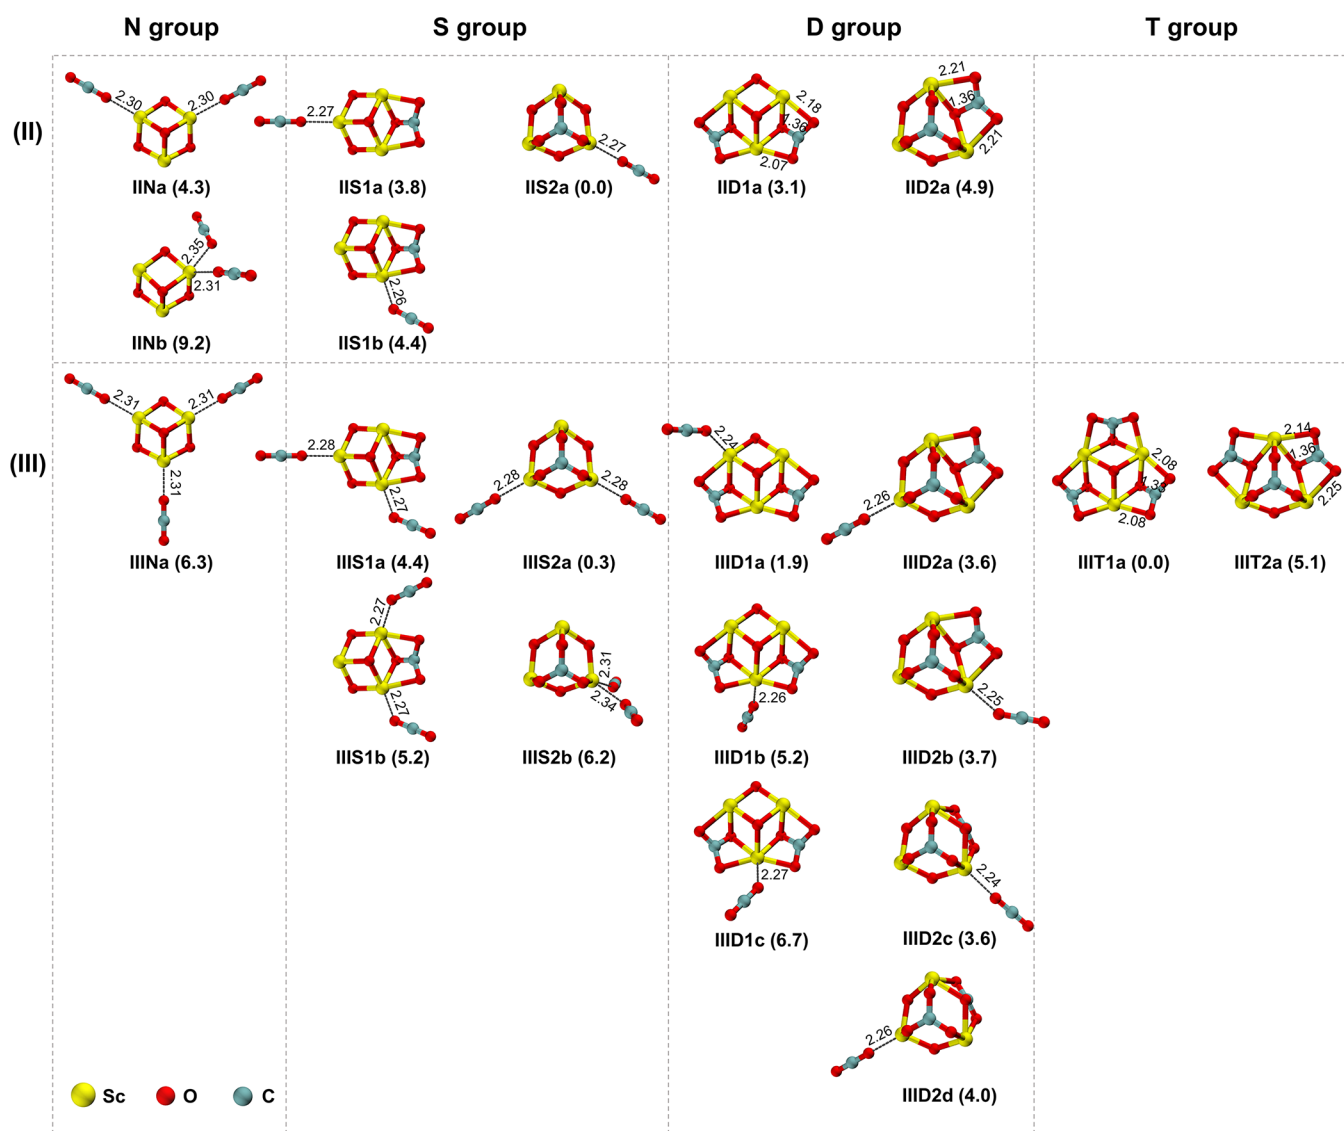 N group S group D group T group
(II)
2.30 2.30 2.27 2.27 2.18 1.36 2.07 2.21 1.36 2.21
IINa (4.3) IIS1a (3.8) IIS2a (0.0) IID1a (3.1) IID2a (4.9)
2.35 2.31 2.26
IINb (9.2) IIS1b (4.4)
(III)
2.31 2.31 2.31 2.28 2.27 2.28 2.28 2.24 2.26 2.08 1.35 2.08 2.14 1.36 2.25
IIINa (6.3) IIIS1a (4.4) IIIS2a (0.3) IIID1a (1.9) IIID2a (3.6) IIIT1a (0.0) IIIT2a (5.1)
2.27 2.27 2.31 2.34 2.26 2.25
IIIS1b (5.2) IIIS2b (6.2) IIID1b (5.2) IIID2b (3.7)
2.27 2.24
IIID1c (6.7) IIID2c (3.6)
2.26
IIID2d (4.0)
Sc O C